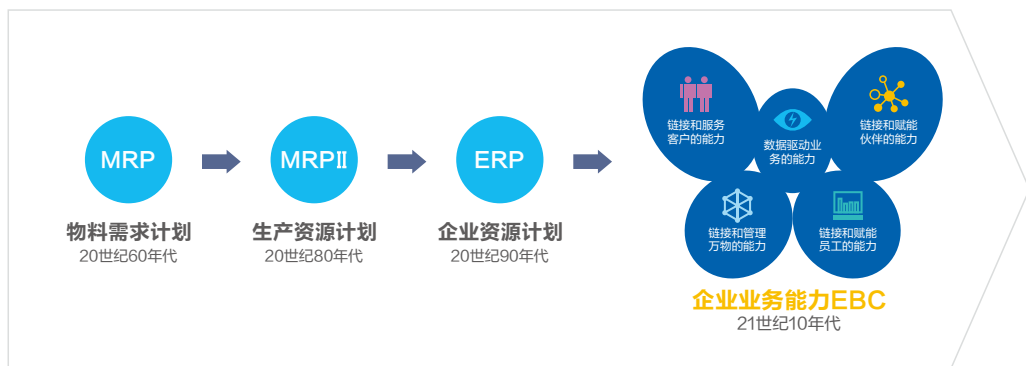 MRP
物料需求计划
20世纪60年代
MRPⅡ
生产资源计划
20世纪80年代
ERP
企业资源计划
20世纪90年代
链接和服务
客户的能力
数据驱动业
务的能力
链接和赋能
伙伴的能力
链接和管理
万物的能力
链接和赋能
员工的能力
企业业务能力EBC
21世纪10年代